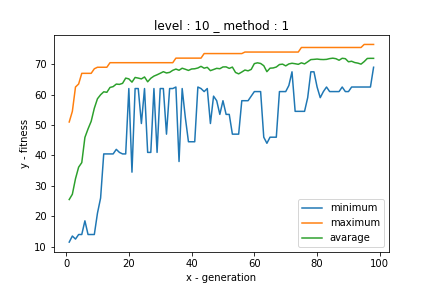 level : 10 _ method : 1
70
60
50
40
30
20
10
y - fitness
0
20
40
60
80
100
x - generation
minimum
maximum
avarage